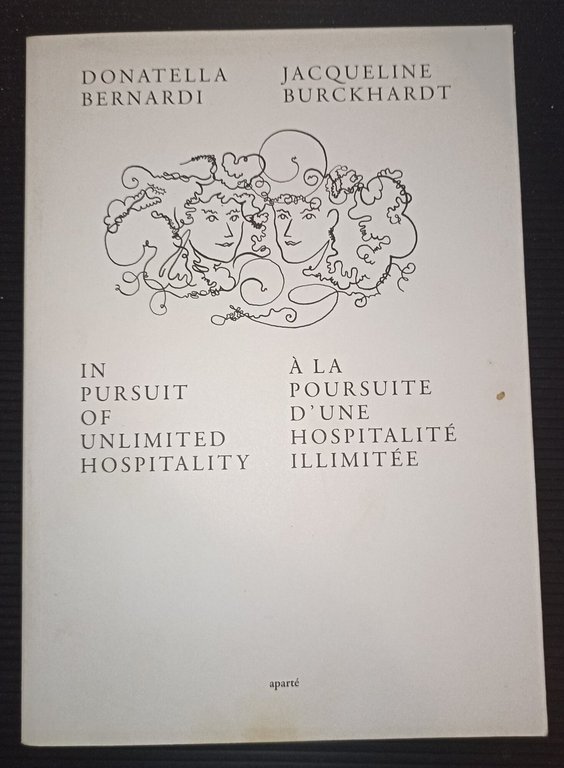 DONATELLA
BERNARDI
JACQUELINE
BURCKHARDT
IN
PURSUIT
OF
UNLIMITED
HOSPITALITY
À LA
POURSUITE
D'UNE
HOSPITALITÉ
ILLIMITÉE
aparté